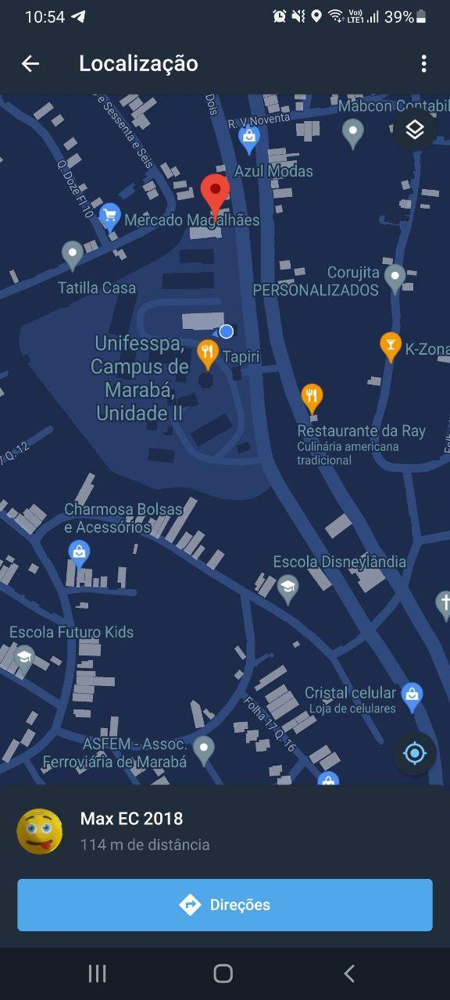 10:54
Vo))
LTE1
39%
Localização
Dois
e Sessenta e Seis
R. V Noventa
Mabcon Contabil
Azul Modas
Q. Doze Fl 10
Mercado Magalhães
Tatilla Casa
Corujita
PERSONALIZADOS
Unifesspa,
Campus de
Marabá,
Unidade II
Tapiri
K-Zona
Restaurante da Ray
Culinária americana
tradicional
7 Q. 12
Charmosa Bolsas
e Acessórios
Escola Disneylândia
Escola Futuro Kids
Cristal celular
Loja de celulares
Folha 17 Q. 16
ASFEM - Assoc.
Ferroviária de Marabá
Max EC 2018
114 m de distância
Direções